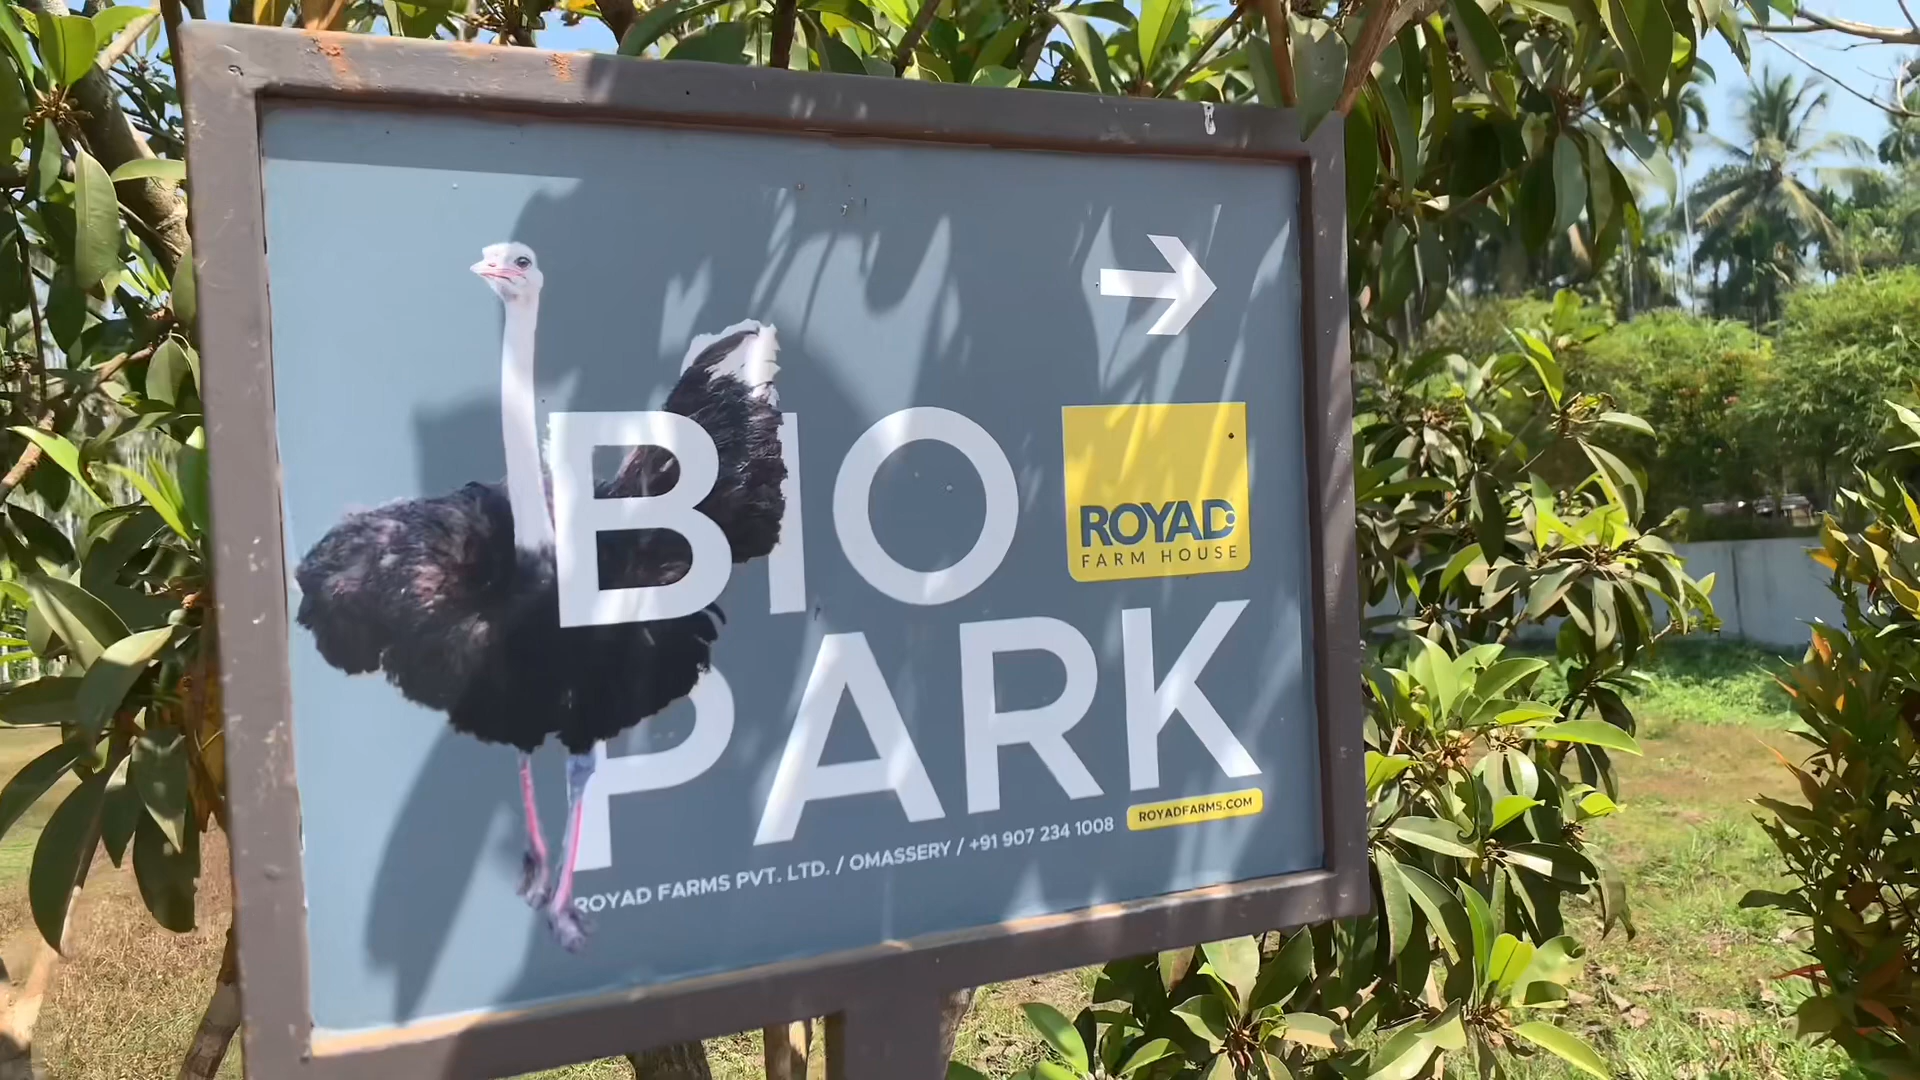 BIO
PARK
ROYAD
FARM HOUSE
ROYAD FARMS PVT. LTD. / OMASSERY / +91 907 234 1008
ROYADFARMS.COM